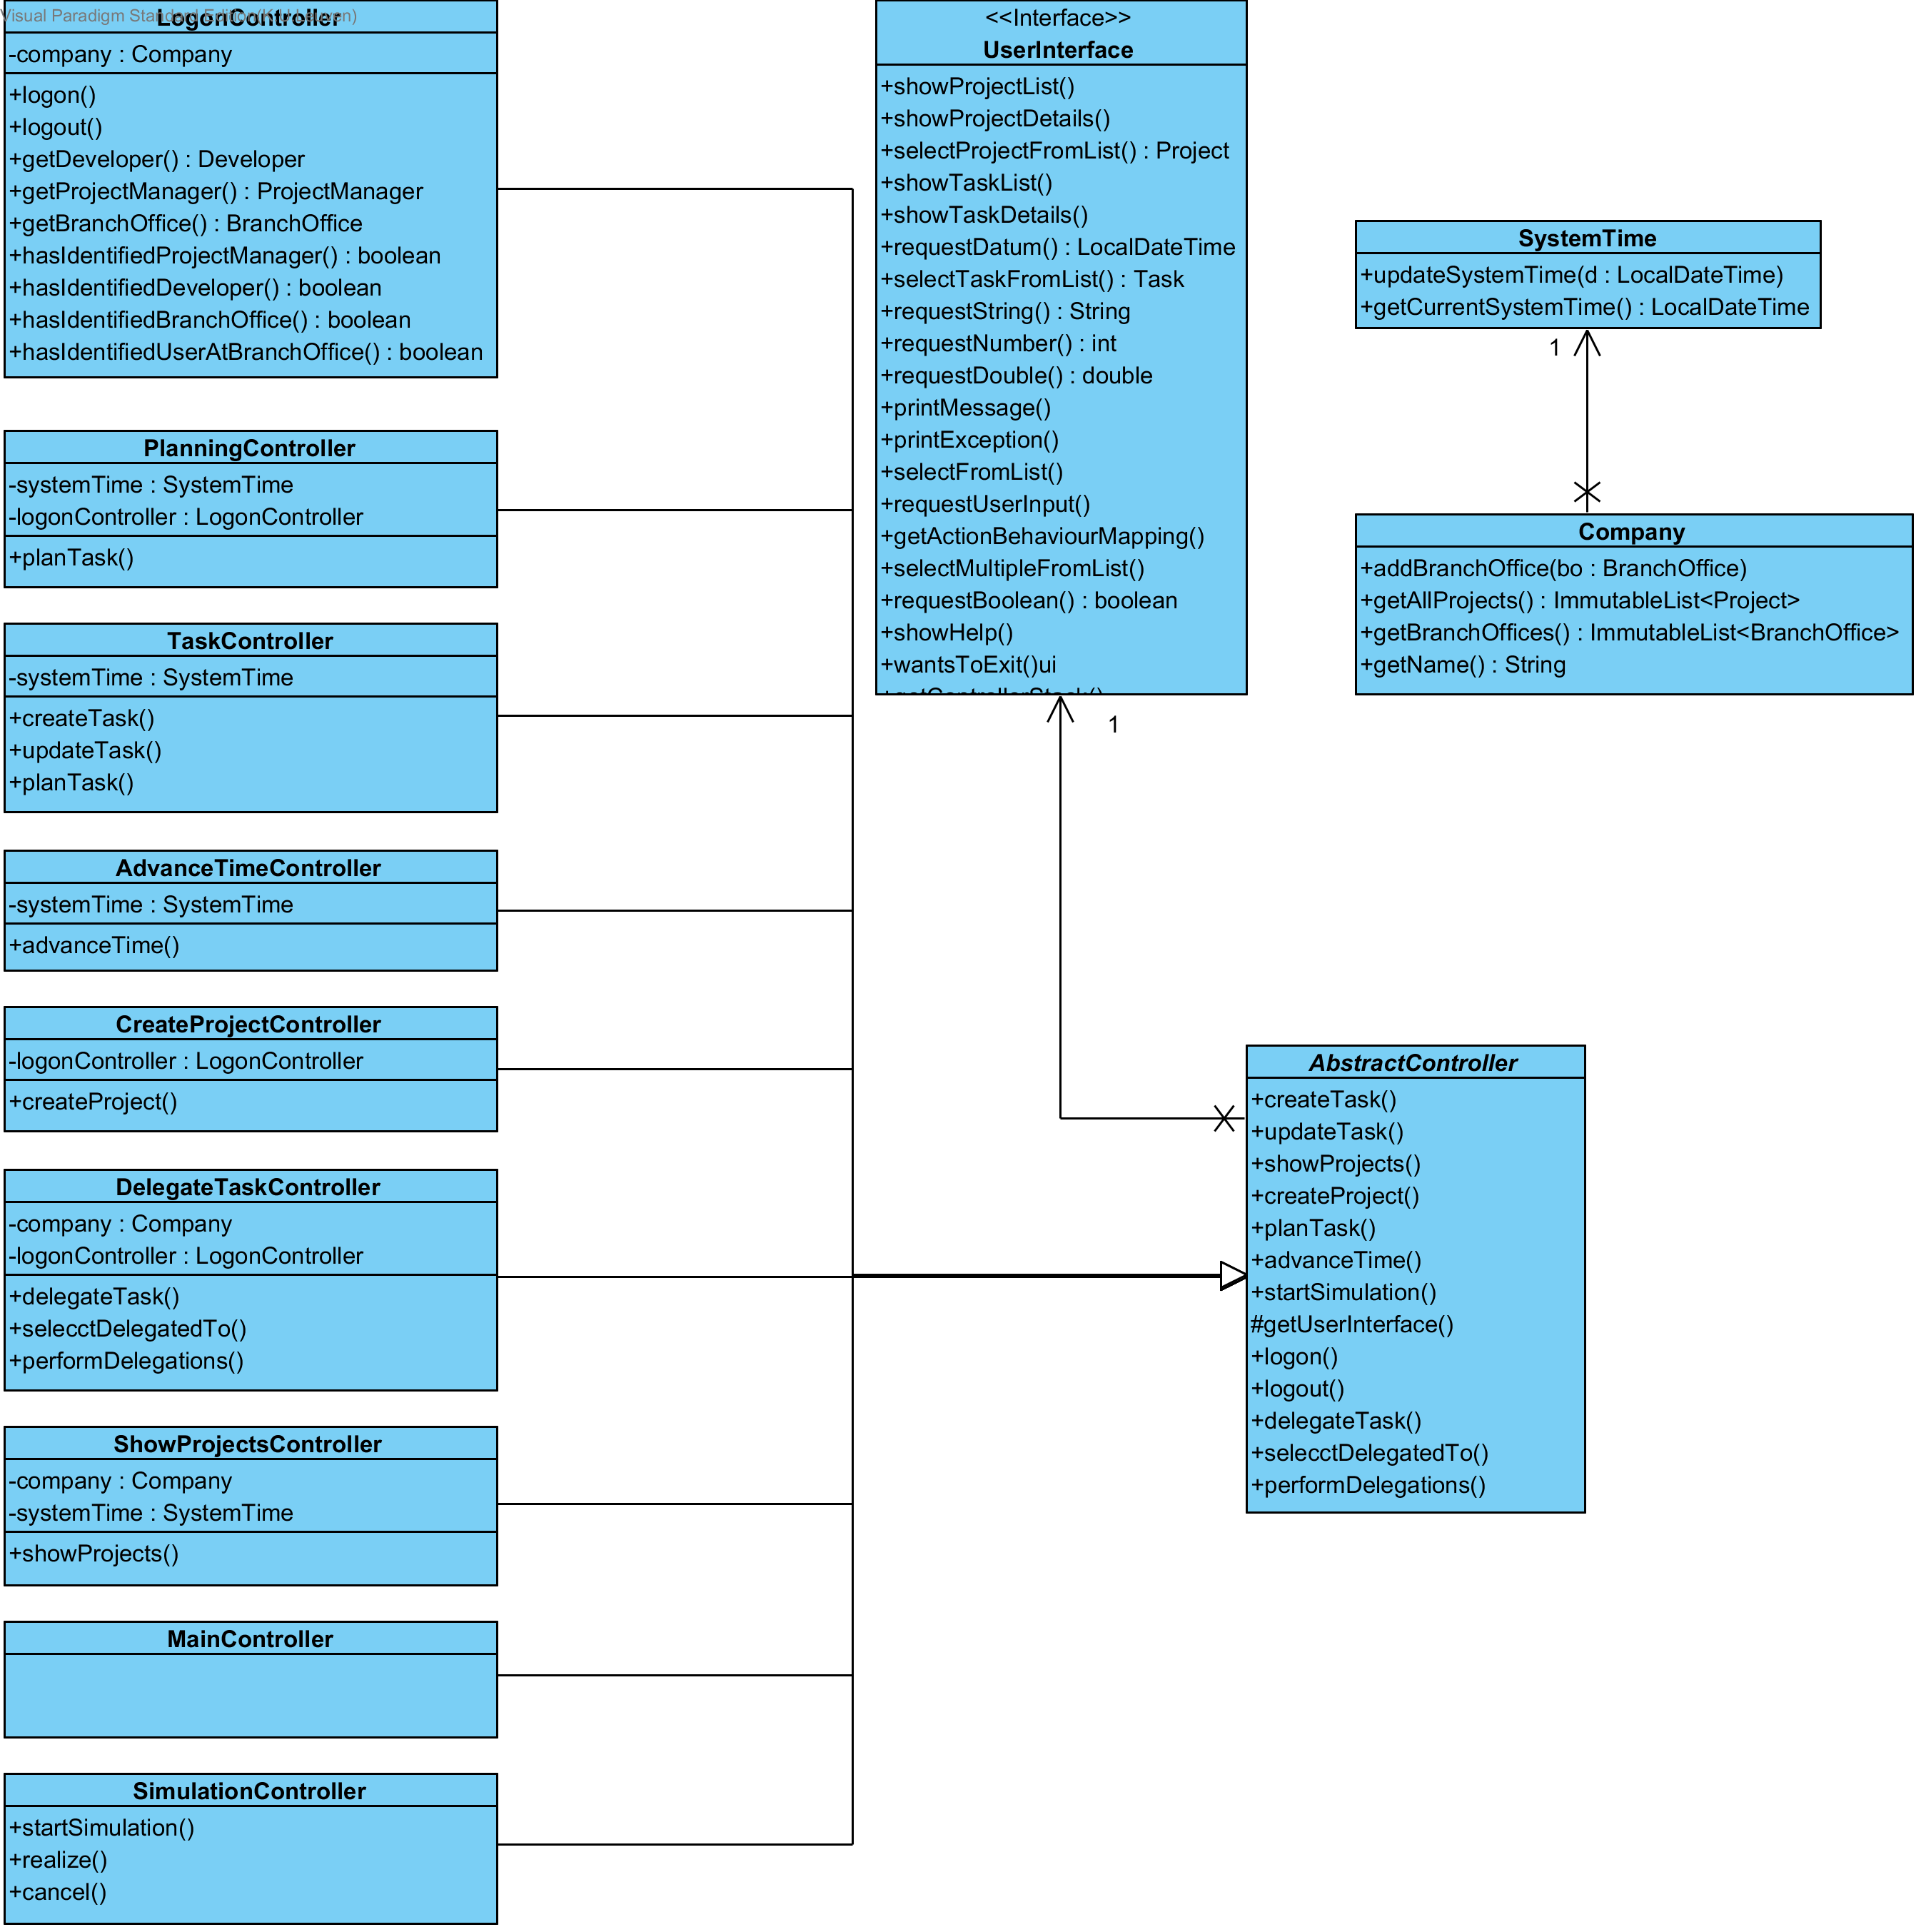 Visual Paradigm Standard Edition(K.U.Leuven)
LogonController
-company : Company
+logon()
+logout()
+getDeveloper() : Developer
+getProjectManager() : ProjectManager
+getBranchOffice() : BranchOffice
+hasIdentifiedProjectManager() : boolean
+hasIdentifiedDeveloper() : boolean
+hasIdentifiedBranchOffice() : boolean
+hasIdentifiedUserAtBranchOffice() : boolean
PlanningController
-systemTime : SystemTime
-logonController : LogonController
+planTask()
TaskController
-systemTime : SystemTime
+createTask()
+updateTask()
+planTask()
AdvanceTimeController
-systemTime : SystemTime
+advanceTime()
CreateProjectController
-logonController : LogonController
+createProject()
DelegateTaskController
-company : Company
-logonController : LogonController
+delegateTask()
+selecctDelegatedTo()
+performDelegations()
ShowProjectsController
-company : Company
-systemTime : SystemTime
+showProjects()
MainController
SimulationController
+startSimulation()
+realize()
+cancel()
<<Interface>>
UserInterface
+showProjectList()
+showProjectDetails()
+selectProjectFromList() : Project
+showTaskList()
+showTaskDetails()
+requestDatum() : LocalDateTime
+selectTaskFromList() : Task
+requestString() : String
+requestNumber() : int
+requestDouble() : double
+printMessage()
+printException()
+selectFromList()
+requestUserInput()
+getActionBehaviourMapping()
+selectMultipleFromList()
+requestBoolean() : boolean
+showHelp()
+wantsToExit()ui
+getControllerStack()
1
SystemTime
+updateSystemTime(d : LocalDateTime)
+getCurrentSystemTime() : LocalDateTime
1
Company
+addBranchOffice(bo : BranchOffice)
+getAllProjects() : ImmutableList<Project>
+getBranchOffices() : ImmutableList<BranchOffice>
+getName() : String
AbstractController
+createTask()
+updateTask()
+showProjects()
+createProject()
+planTask()
+advanceTime()
+startSimulation()
#getUserInterface()
+logon()
+logout()
+delegateTask()
+selecctDelegatedTo()
+performDelegations()